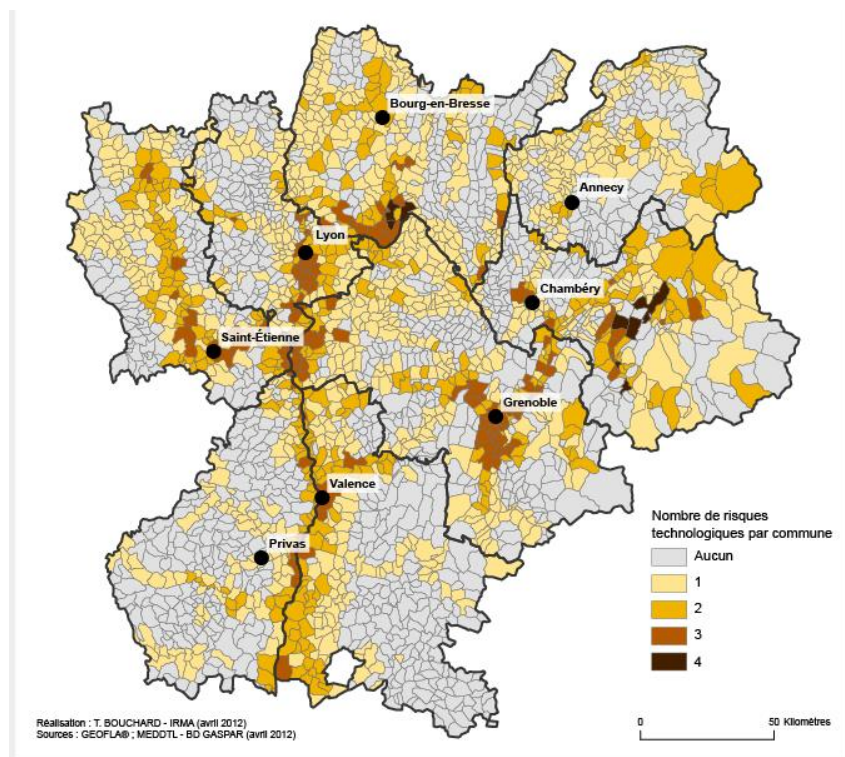 Bourg-en-Bresse
Annecy
Lyon
Chambéry
Saint-Étienne
Grenoble
Valence
Privas
Nombre de risques
technologiques par commune
Aucun
1
2
3
4
Réalisation : T. BOUCHARD - IRMA (avril 2012)
Sources : GEOFLA® ; MEDDTL - BD GASPAR (avril 2012)
0 50 Kilomètres